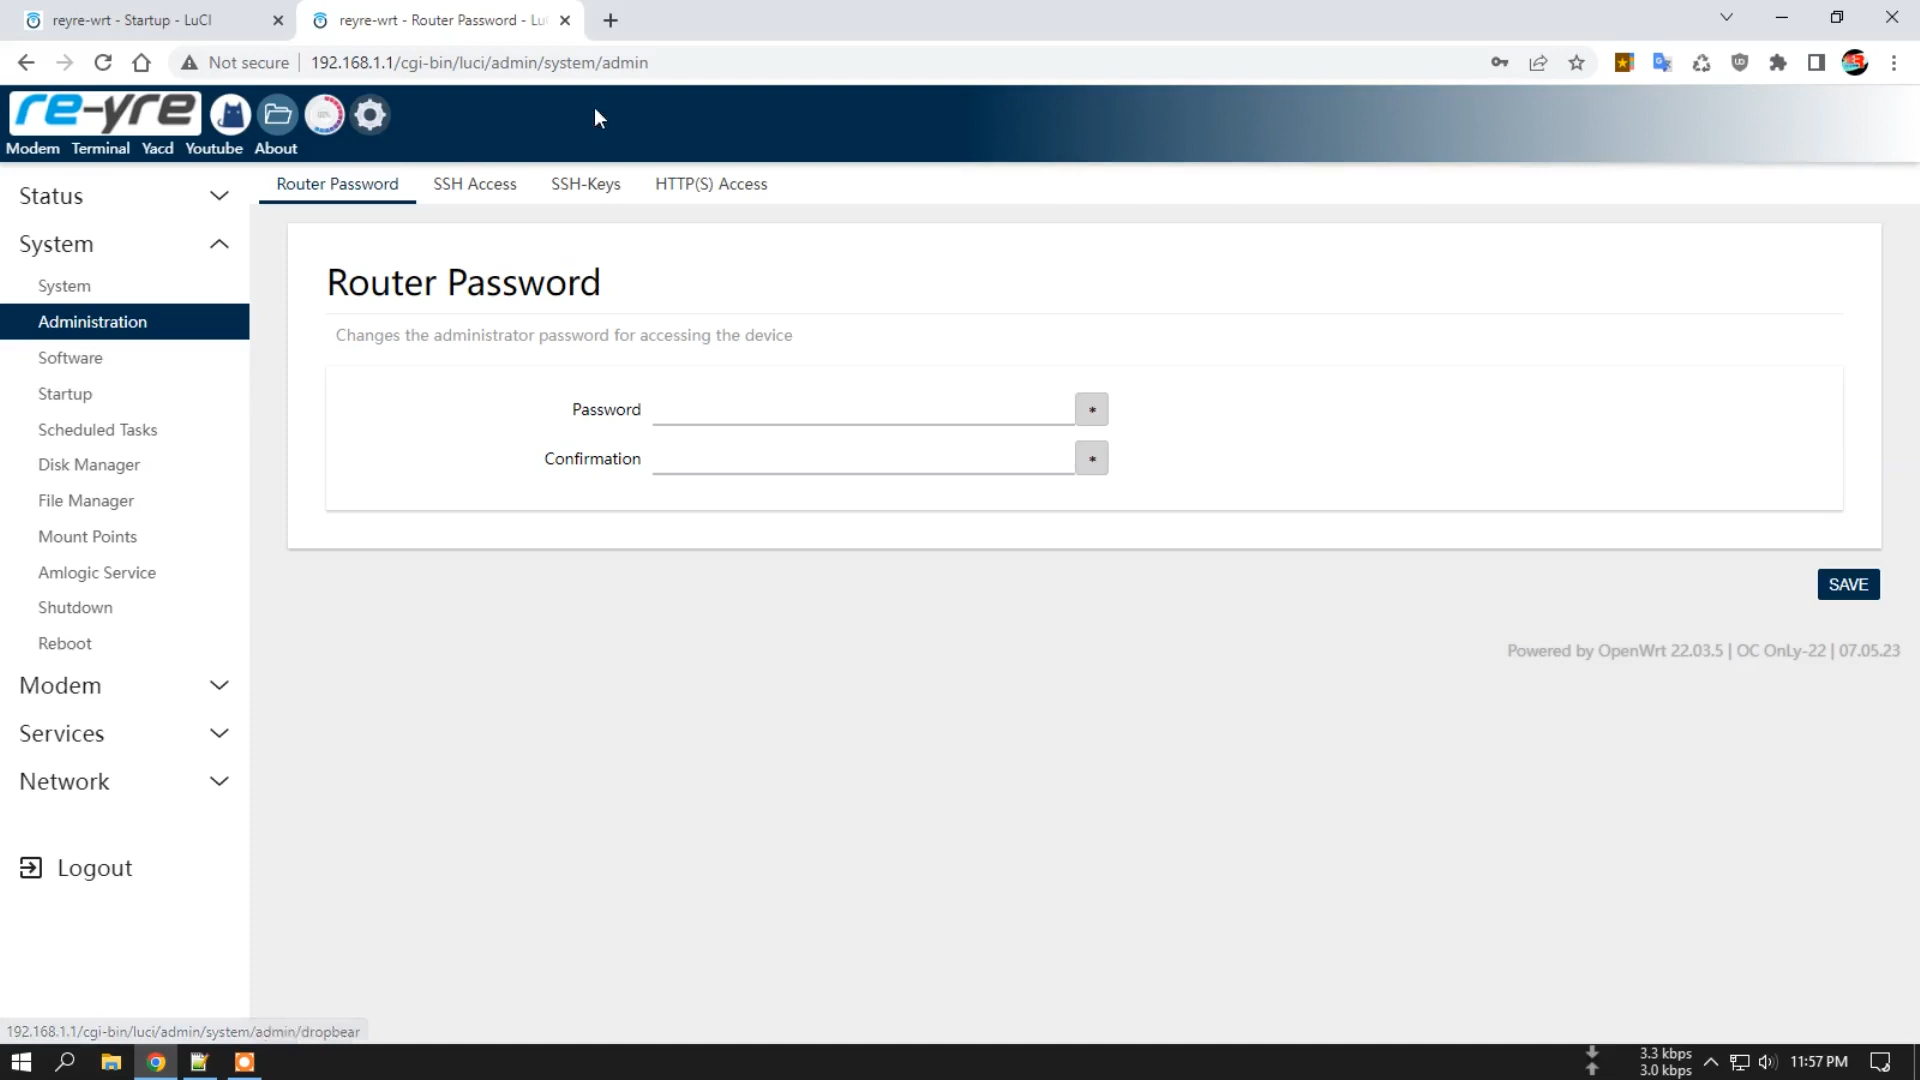 reyre-wrt - Startup - LuCI
reyre-wrt - Router Password - Lu
Not secure
192.168.1.1/cgi-bin/luci/admin/system/admin
re-yre
Modem Terminal Yacd Youtube About
Status
System
System
Administration
Software
Startup
Scheduled Tasks
Disk Manager
File Manager
Mount Points
Amlogic Service
Shutdown
Reboot
Modem
Services
Network
Logout
Router Password SSH Access SSH-Keys HTTP(S) Access
Router Password
Changes the administrator password for accessing the device
Password
*
Confirmation
*
SAVE
Powered by OpenWrt 22.03.5 | OC OnLy-22 | 07.05.23
192.168.1.1/cgi-bin/luci/admin/system/admin/dropbear
3.3 kbps
3.0 kbps
11:57 PM